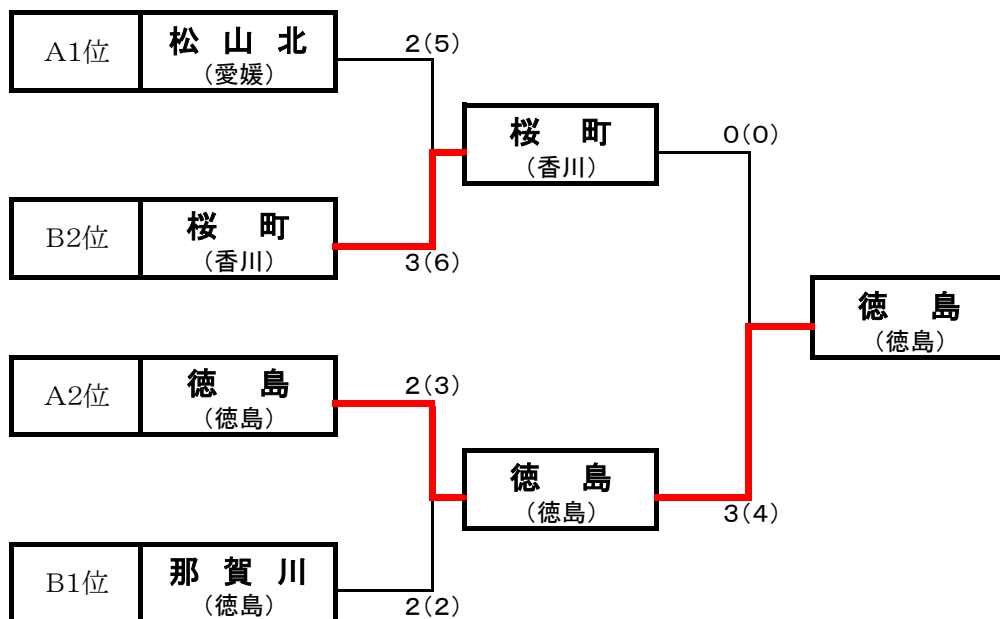 A1位
松山北
(愛媛)
2(5)
桜町
(香川)
0(0)
B2位
桜町
(香川)
3(6)
徳島
(徳島)
A2位
徳島
(徳島)
2(3)
徳島
(徳島)
3(4)
B1位
那賀川
(徳島)
2(2)